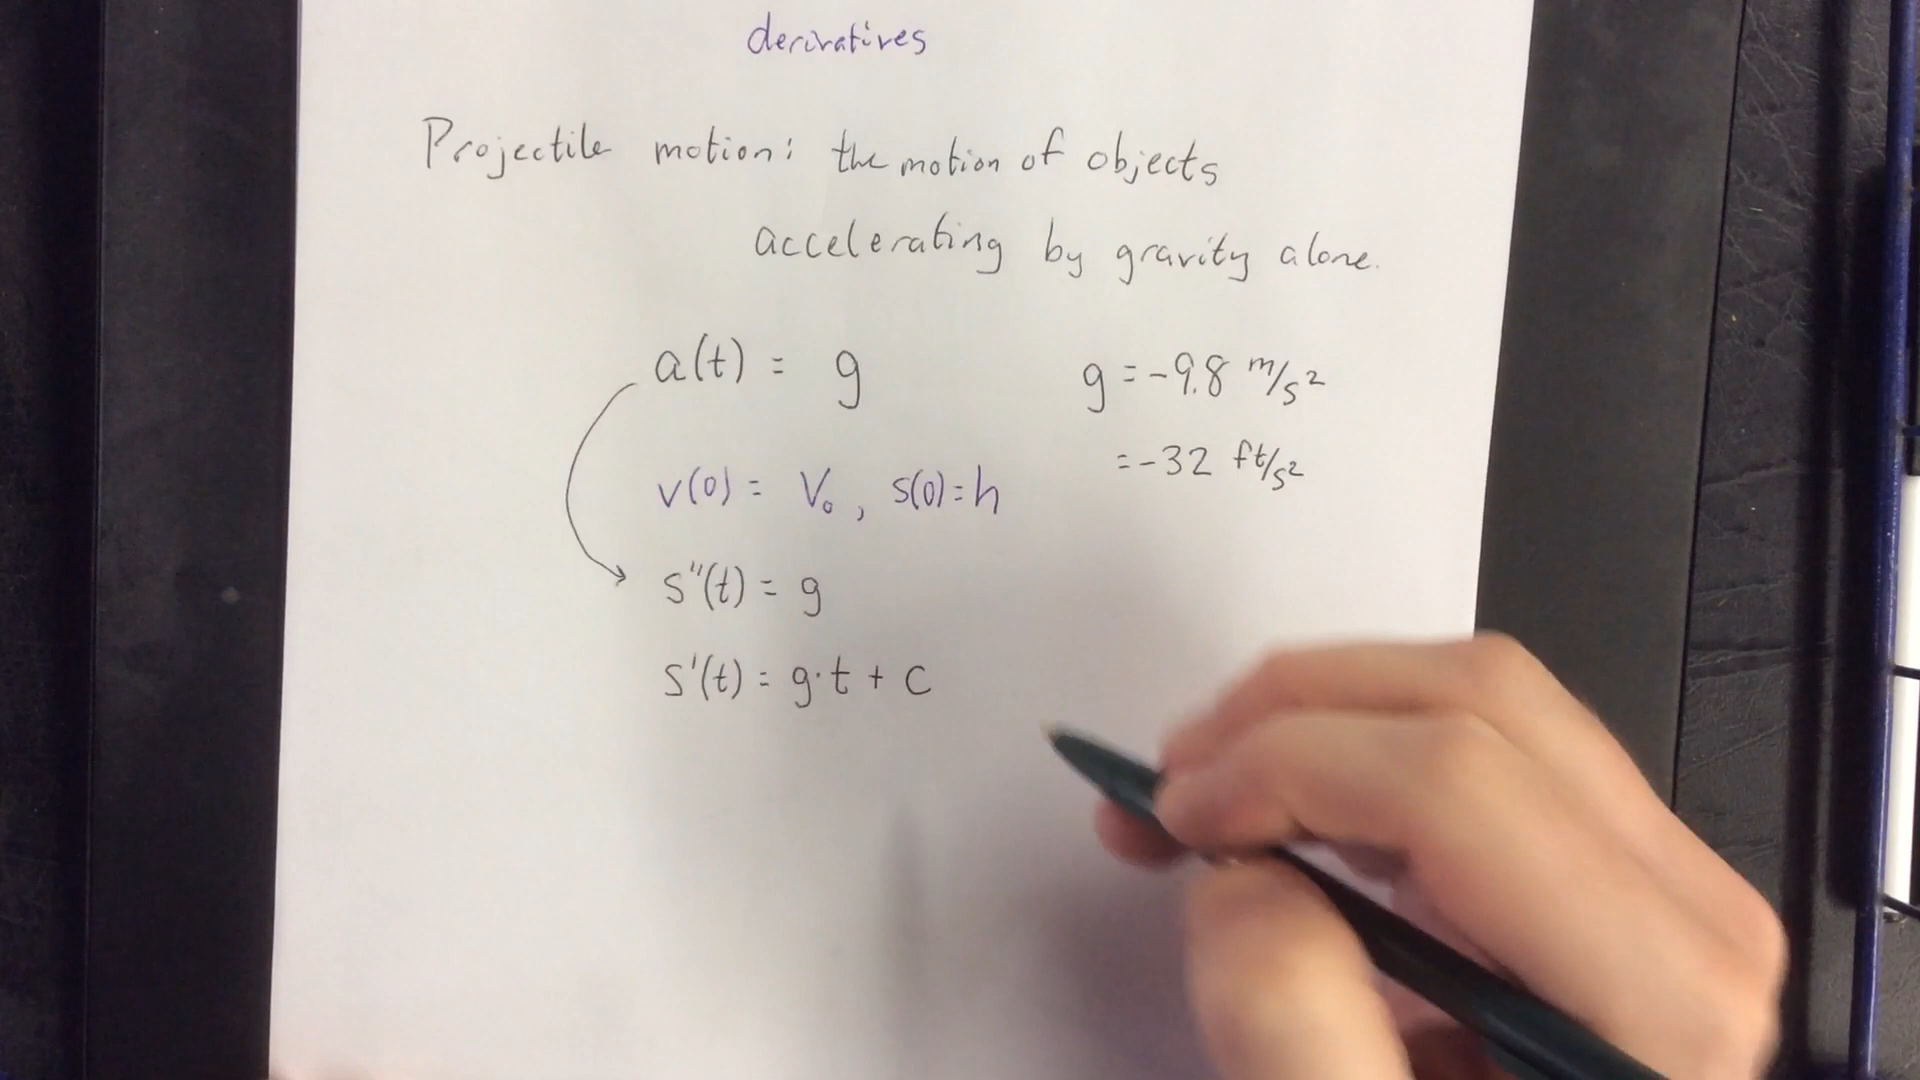 derivatives
Projectile motion: the motion of objects
accelerating by gravity alone.
a(t) = g
g = -9.8 m/s²
= -32 ft/s²
v(0) = V₀, s(0) = h
s"(t) = g
s'(t) = g·t + c